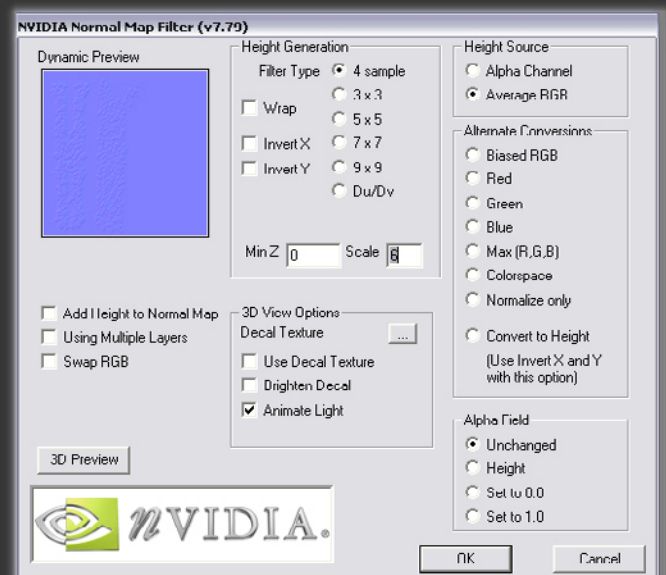 NVIDIA Normal Map Filter (v7.79)
Dynamic Preview
Height Generation
Filter Type
4 sample
3 x 3
5 x 5
7 x 7
9 x 9
Du/Dv
Wrap
Invert X
Invert Y
Min Z
0
Scale
6
Height Source
Alpha Channel
Average RGB
Alternate Conversions
Biased RGB
Red
Green
Blue
Max (R,G,B)
Colorspace
Normalize only
Convert to Height
(Use Invert X and Y
with this option)
Add Height to Normal Map
Using Multiple Layers
Swap RGB
3D View Options
Decal Texture
...
Use Decal Texture
Brighten Decal
Animate Light
Alpha Field
Unchanged
Height
Set to 0.0
Set to 1.0
3D Preview
nVIDIA.
OK
Cancel